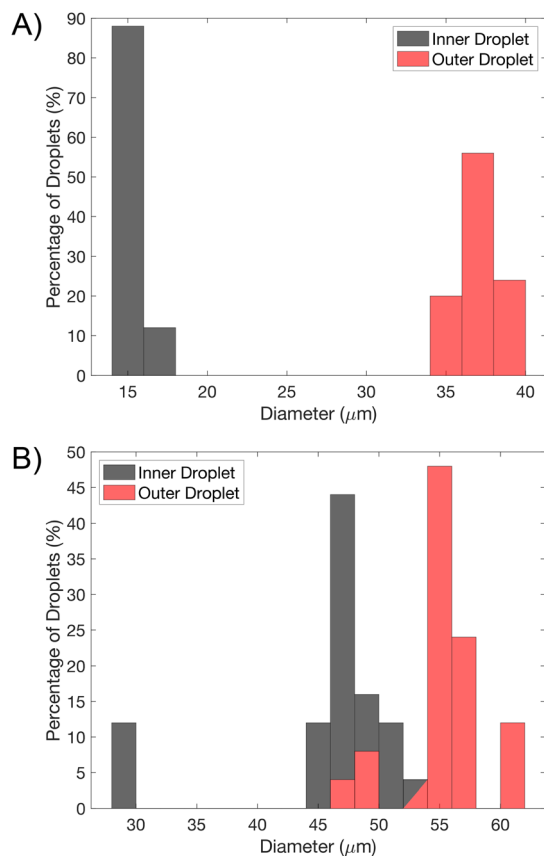 A)
Percentage of Droplets (%)
90
80
70
60
50
40
30
20
10
0
Inner Droplet
Outer Droplet
15 20 25 30 35 40
Diameter (μm)
B)
Percentage of Droplets (%)
50
45
40
35
30
25
20
15
10
5
0
Inner Droplet
Outer Droplet
30 35 40 45 50 55 60
Diameter (μm)